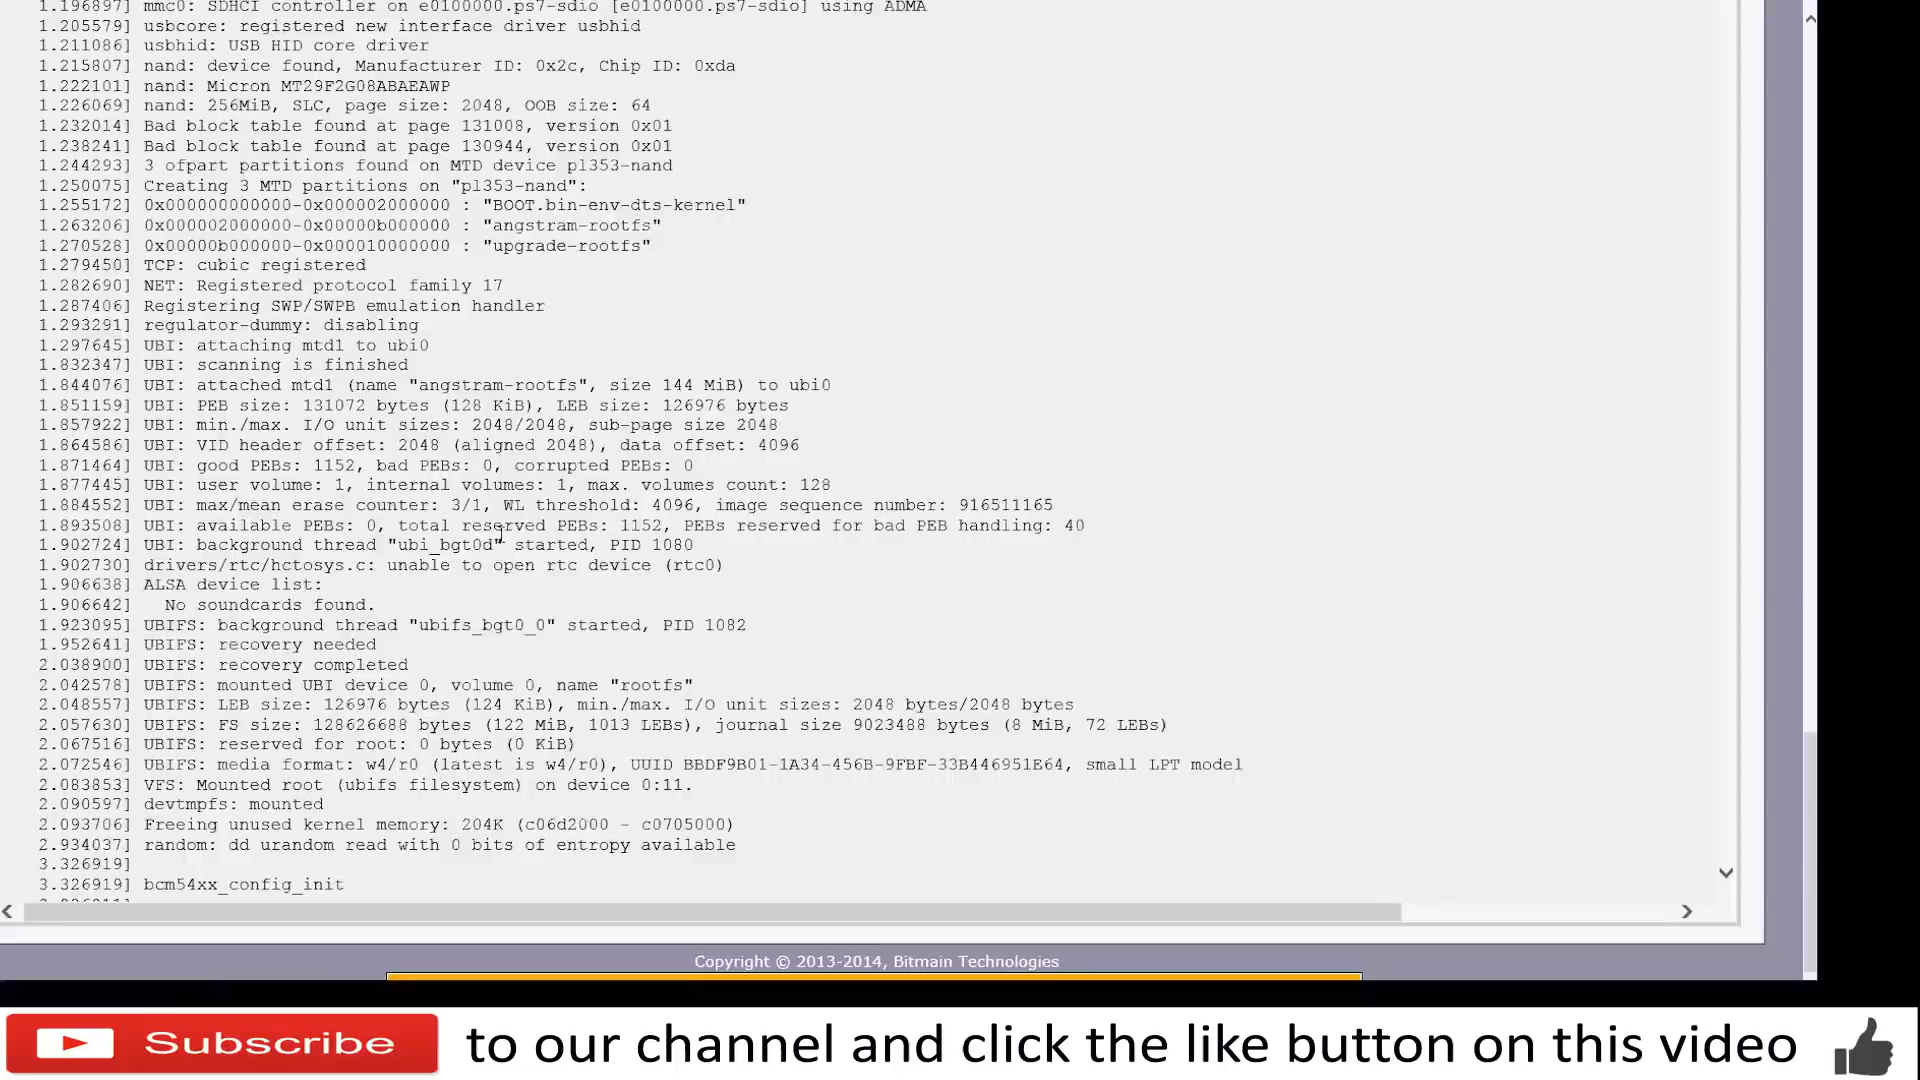 1.196897] mmc0: SDHCI controller on e0100000.ps7-sdio [e0100000.ps7-sdio] using ADMA
1.205579] usbcore: registered new interface driver usbhid
1.211086] usbhid: USB HID core driver
1.215807] nand: device found, Manufacturer ID: 0x2c, Chip ID: 0xda
1.222101] nand: Micron MT29F2G08ABAEAWP
1.226069] nand: 256MiB, SLC, page size: 2048, OOB size: 64
1.232014] Bad block table found at page 131008, version 0x01
1.238241] Bad block table found at page 130944, version 0x01
1.244293] 3 ofpart partitions found on MTD device pl353-nand
1.250075] Creating 3 MTD partitions on "pl353-nand":
1.255172] 0x000000000000-0x000002000000 : "BOOT.bin-env-dts-kernel"
1.263206] 0x000002000000-0x00000b000000 : "angstram-rootfs"
1.270528] 0x00000b000000-0x000010000000 : "upgrade-rootfs"
1.279450] TCP: cubic registered
1.282690] NET: Registered protocol family 17
1.287406] Registering SWP/SWPB emulation handler
1.293291] regulator-dummy: disabling
1.297645] UBI: attaching mtd1 to ubi0
1.832347] UBI: scanning is finished
1.844076] UBI: attached mtd1 (name "angstram-rootfs", size 144 MiB) to ubi0
1.851159] UBI: PEB size: 131072 bytes (128 KiB), LEB size: 126976 bytes
1.857922] UBI: min./max. I/O unit sizes: 2048/2048, sub-page size 2048
1.864586] UBI: VID header offset: 2048 (aligned 2048), data offset: 4096
1.871464] UBI: good PEBs: 1152, bad PEBs: 0, corrupted PEBs: 0
1.877445] UBI: user volume: 1, internal volumes: 1, max. volumes count: 128
1.884552] UBI: max/mean erase counter: 3/1, WL threshold: 4096, image sequence number: 916511165
1.893508] UBI: available PEBs: 0, total reserved PEBs: 1152, PEBs reserved for bad PEB handling: 40
1.902724] UBI: background thread "ubi_bgt0d" started, PID 1080
1.902730] drivers/rtc/hctosys.c: unable to open rtc device (rtc0)
1.906638] ALSA device list:
1.906642] No soundcards found.
1.923095] UBIFS: background thread "ubifs_bgt0_0" started, PID 1082
1.952641] UBIFS: recovery needed
2.038900] UBIFS: recovery completed
2.042578] UBIFS: mounted UBI device 0, volume 0, name "rootfs"
2.048557] UBIFS: LEB size: 126976 bytes (124 KiB), min./max. I/O unit sizes: 2048 bytes/2048 bytes
2.057630] UBIFS: FS size: 128626688 bytes (122 MiB, 1013 LEBs), journal size 9023488 bytes (8 MiB, 72 LEBs)
2.067516] UBIFS: reserved for root: 0 bytes (0 KiB)
2.072546] UBIFS: media format: w4/r0 (latest is w4/r0), UUID BBDF9B01-1A34-456B-9FBF-33B446951E64, small LPT model
2.083853] VFS: Mounted root (ubifs filesystem) on device 0:11.
2.090597] devtmpfs: mounted
2.093706] Freeing unused kernel memory: 204K (c06d2000 - c0705000)
2.934037] random: dd urandom read with 0 bits of entropy available
3.326919]
3.326919] bcm54xx_config_init
Copyright © 2013-2014, Bitmain Technologies
Subscribe to our channel and click the like button on this video